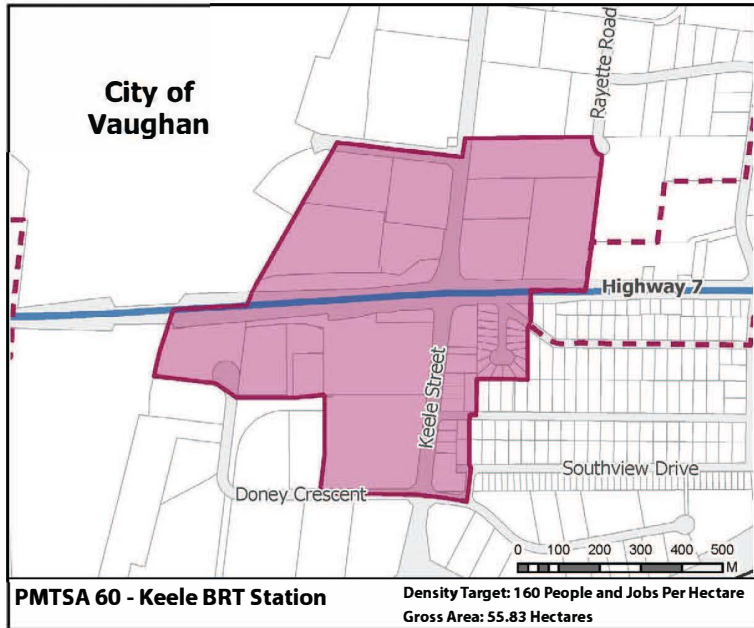 City of
Vaughan
Rayette Road
Highway 7
Keele Street
Southview Drive
Doney Crescent
0 100 200 300 400 500
M
PMTSA 60 - Keele BRT Station
Density Target: 160 People and Jobs Per Hectare
Gross Area: 55.83 Hectares